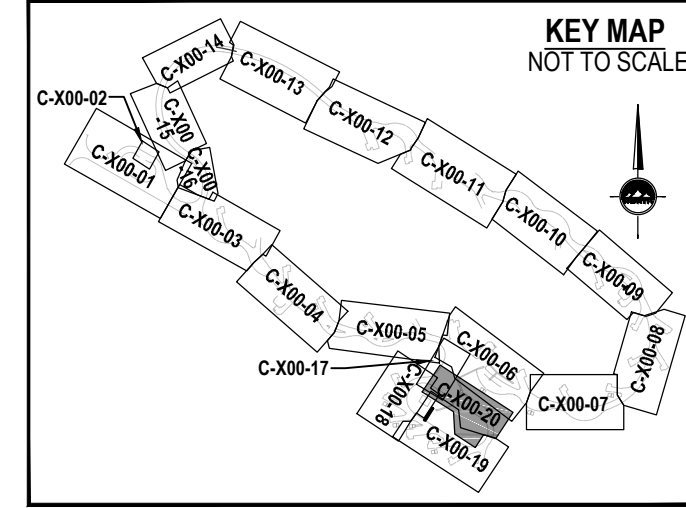 KEY MAP
NOT TO SCALE
C-X00-14
C-X00-13
C-X00-02
C-X00
-15
C-X00-12
C-X00
-16
C-X00-01
C-X00-11
C-X00-03
C-X00-10
C-X00-09
C-X00-04
C-X00-05
C-X00-06
C-X00-08
C-X00-17
C-X00-18
C-X00-20
C-X00-07
C-X00-19